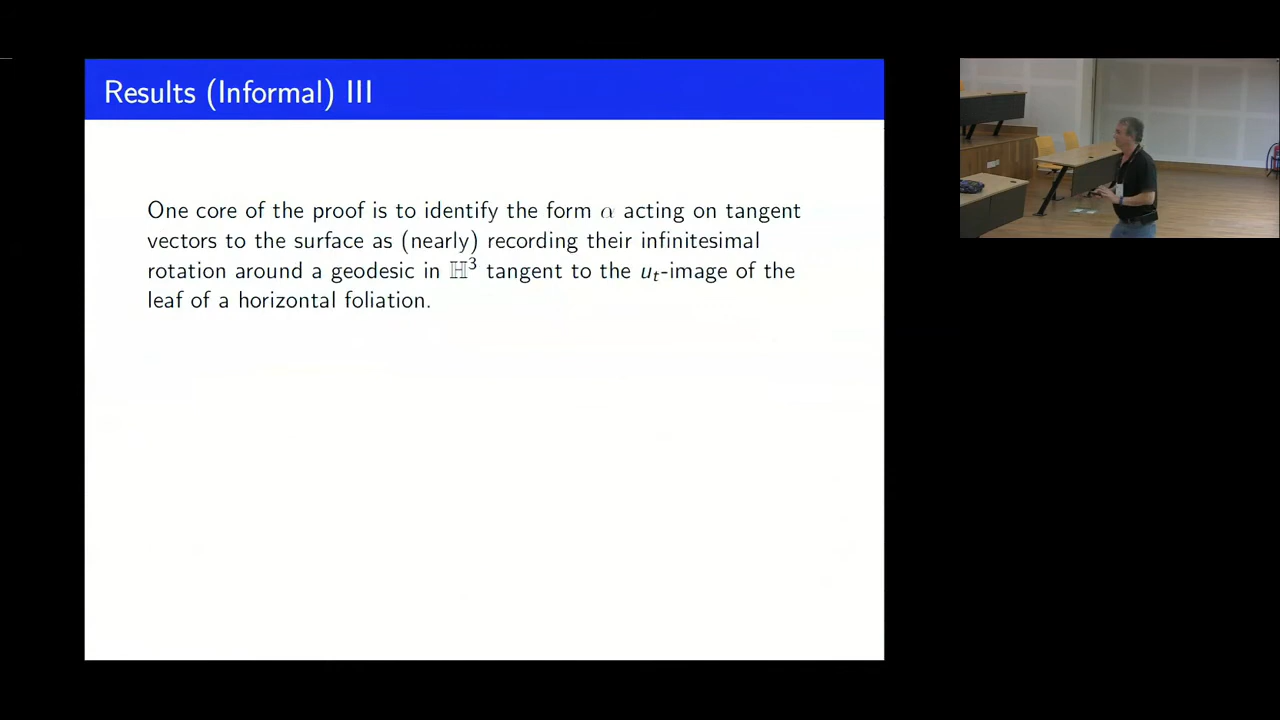 Results (Informal) III
One core of the proof is to identify the form α acting on tangent
vectors to the surface as (nearly) recording their infinitesimal
rotation around a geodesic in ℍ³ tangent to the uₜ-image of the
leaf of a horizontal foliation.